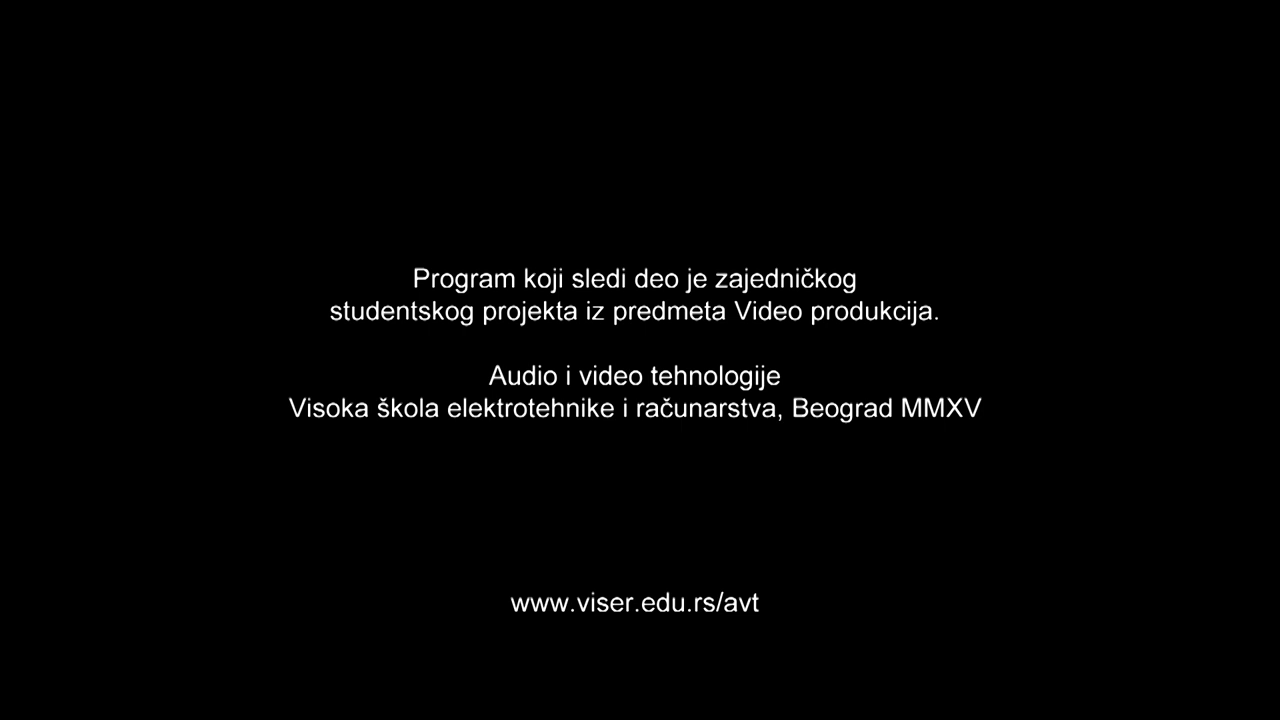 Program koji sledi deo je zajedničkog
studentskog projekta iz predmeta Video produkcija.
Audio i video tehnologije
Visoka škola elektrotehnike i računarstva, Beograd MMXV
www.viser.edu.rs/avt